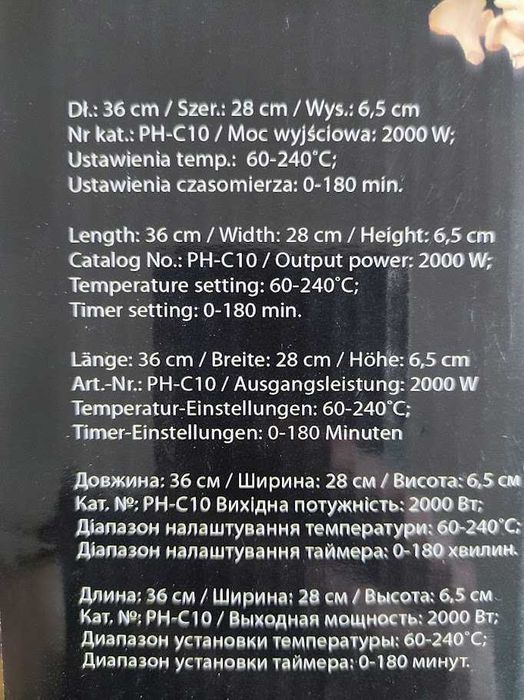 Dł.: 36 cm / Szer.: 28 cm / Wys.: 6,5 cm
Nr kat.: PH-C10 / Moc wyjściowa: 2000 W;
Ustawienia temp.: 60-240˚C;
Ustawienia czasomierza: 0-180 min.
Length: 36 cm / Width: 28 cm / Height: 6,5 cm
Catalog No.: PH-C10 / Output power: 2000 W;
Temperature setting: 60-240˚C;
Timer setting: 0-180 min.
Länge: 36 cm / Breite: 28 cm / Höhe: 6,5 cm
Art.-Nr.: PH-C10 / Ausgangsleistung: 2000 W
Temperatur-Einstellungen: 60-240˚C;
Timer-Einstellungen: 0-180 Minuten
Довжина: 36 см / Ширина: 28 см / Висота: 6,5 см
Кат. №: PH-C10 Вихідна потужність: 2000 Вт;
Діапазон налаштування температури: 60-240˚C;
Діапазон налаштування таймера: 0-180 хвилин.
Длина: 36 см / Ширина: 28 см / Высота: 6,5 см
Кат. №: PH-C10 / Выходная мощность: 2000 Вт;
Диапазон установки температуры: 60-240˚C;
Диапазон установки таймера: 0-180 минут.